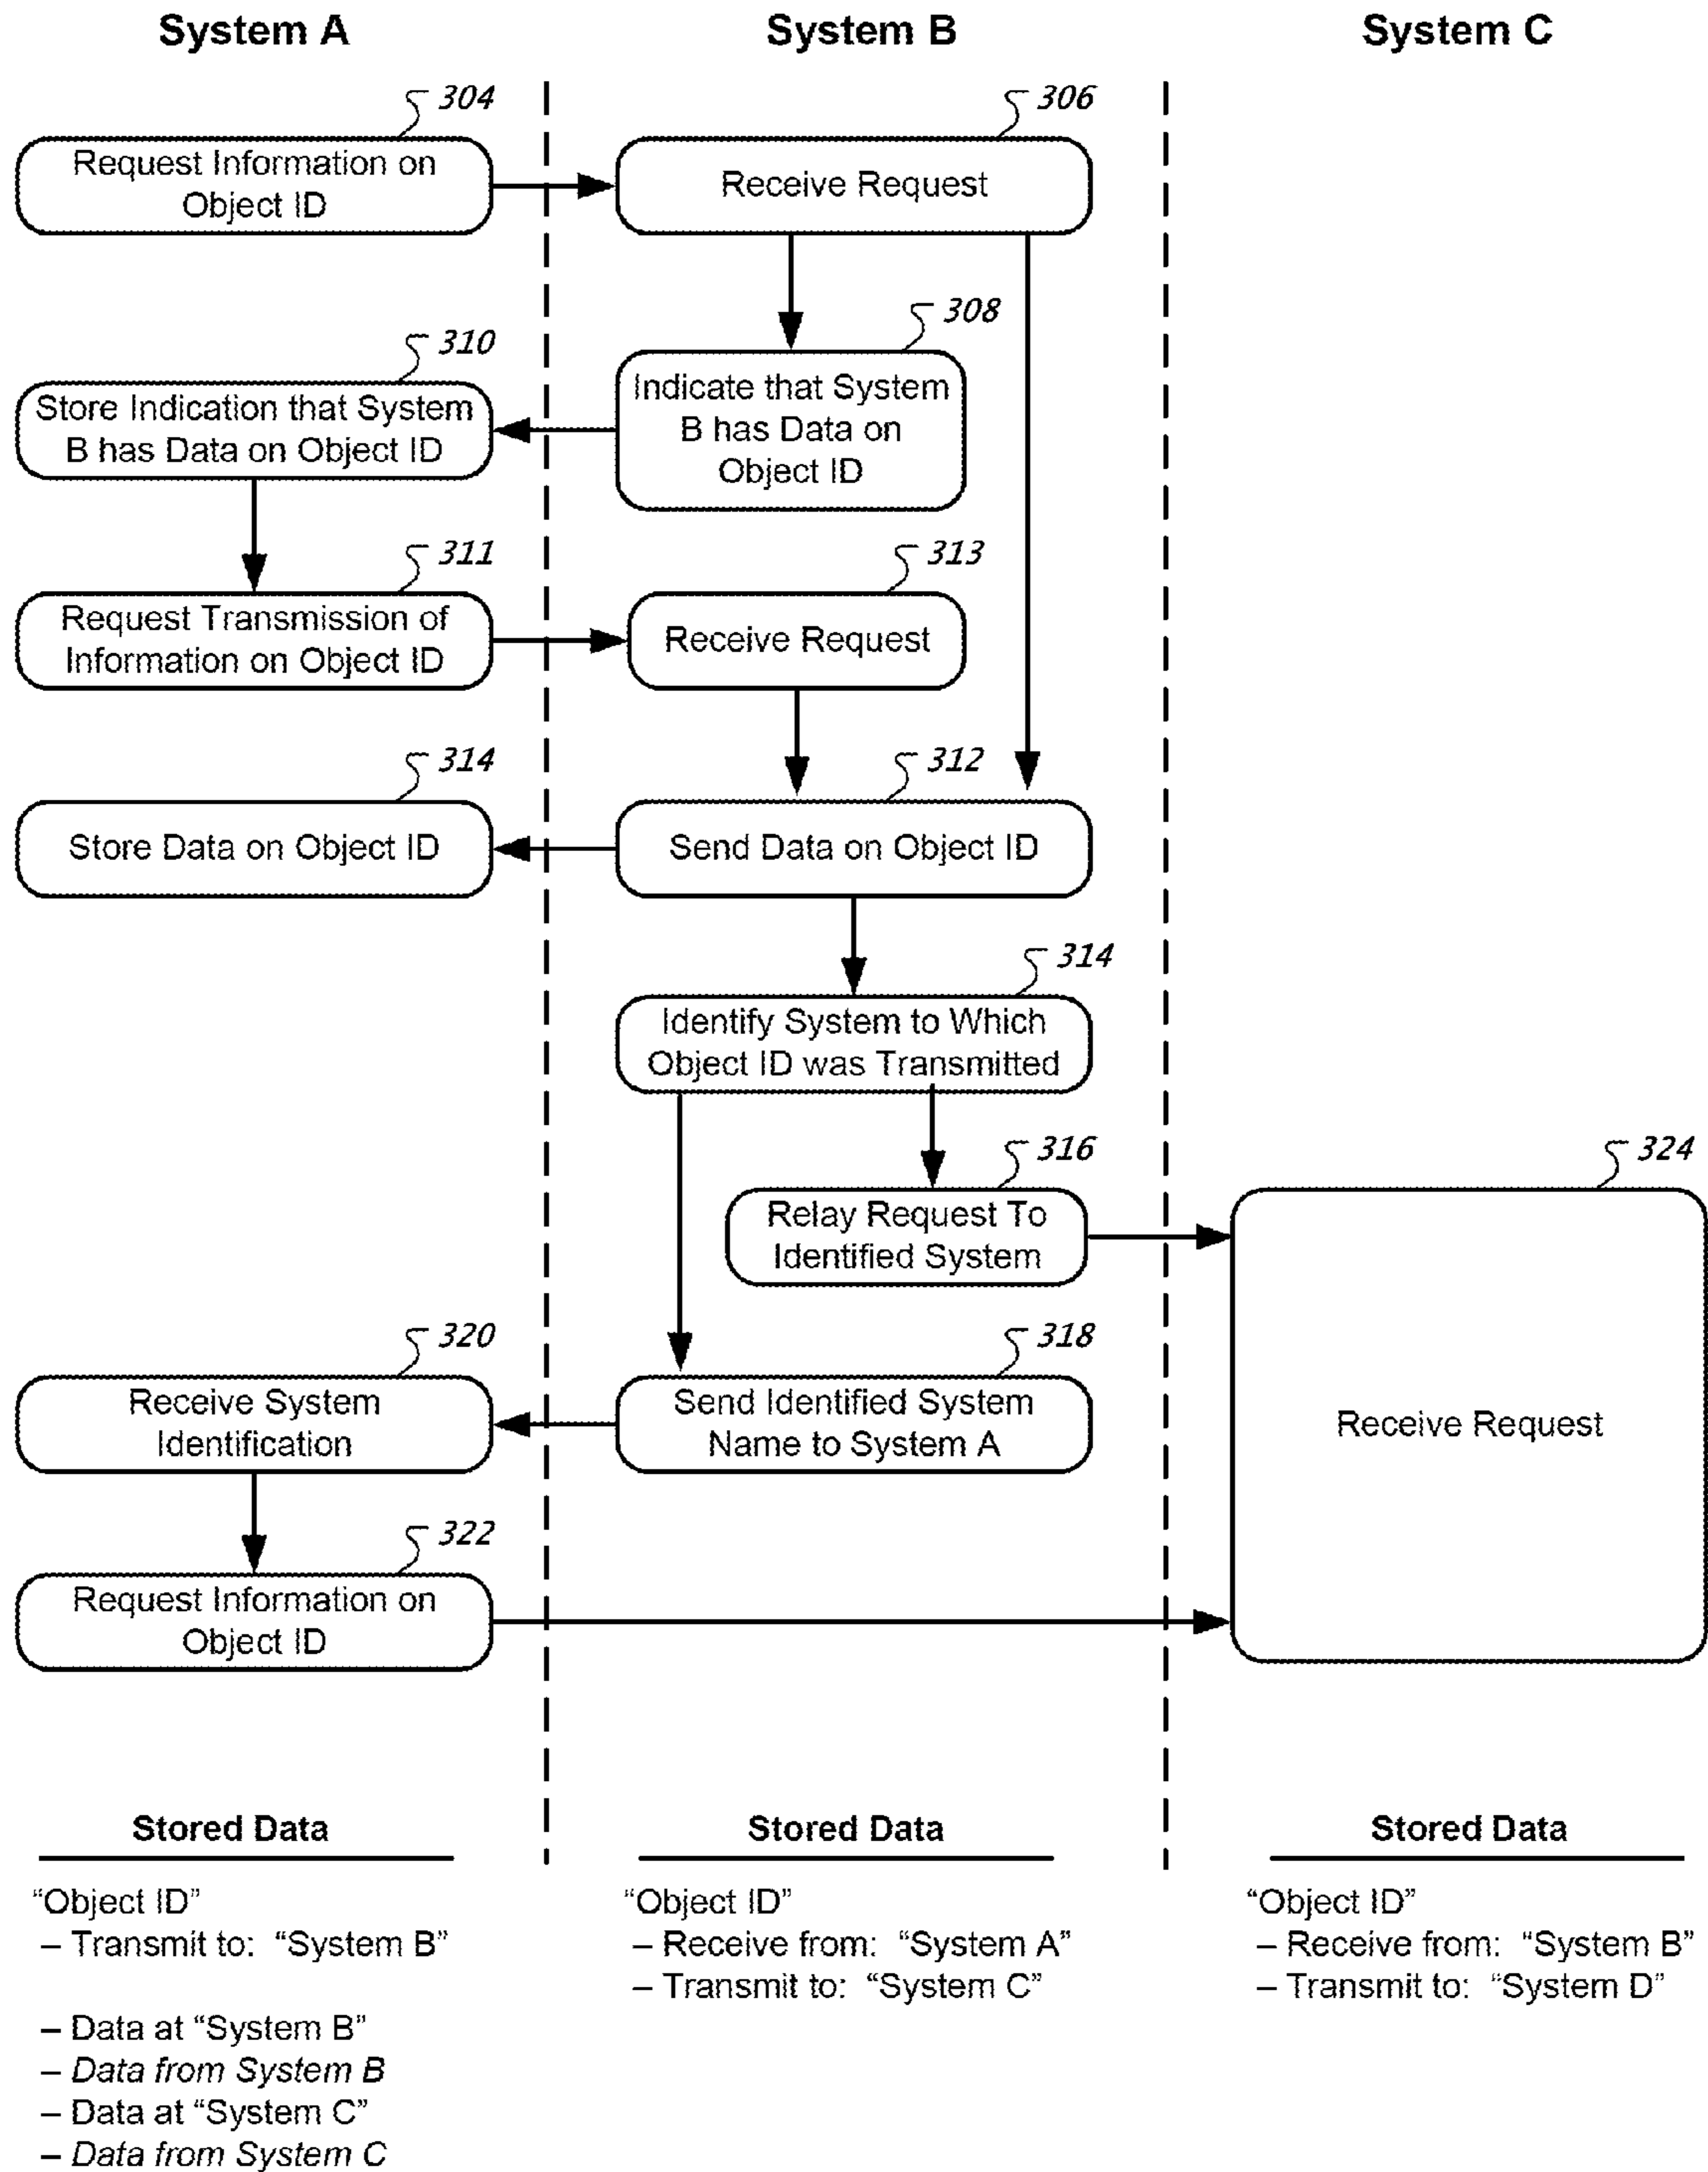 System A
System B
System C
304
306
Request Information on
Object ID
Receive Request
308
310
Store Indication that System
B has Data on Object ID
Indicate that System
B has Data on
Object ID
311
313
Request Transmission of
Information on Object ID
Receive Request
314
312
Store Data on Object ID
Send Data on Object ID
314
Identify System to Which
Object ID was Transmitted
316
324
Relay Request To
Identified System
Receive Request
320
318
Receive System
Identification
Send Identified System
Name to System A
322
Request Information on
Object ID
Stored Data
“Object ID”
– Transmit to: “System B”
– Data at “System B”
– Data from System B
– Data at “System C”
– Data from System C
Stored Data
“Object ID”
– Receive from: “System A”
– Transmit to: “System C”
Stored Data
“Object ID”
– Receive from: “System B”
– Transmit to: “System D”